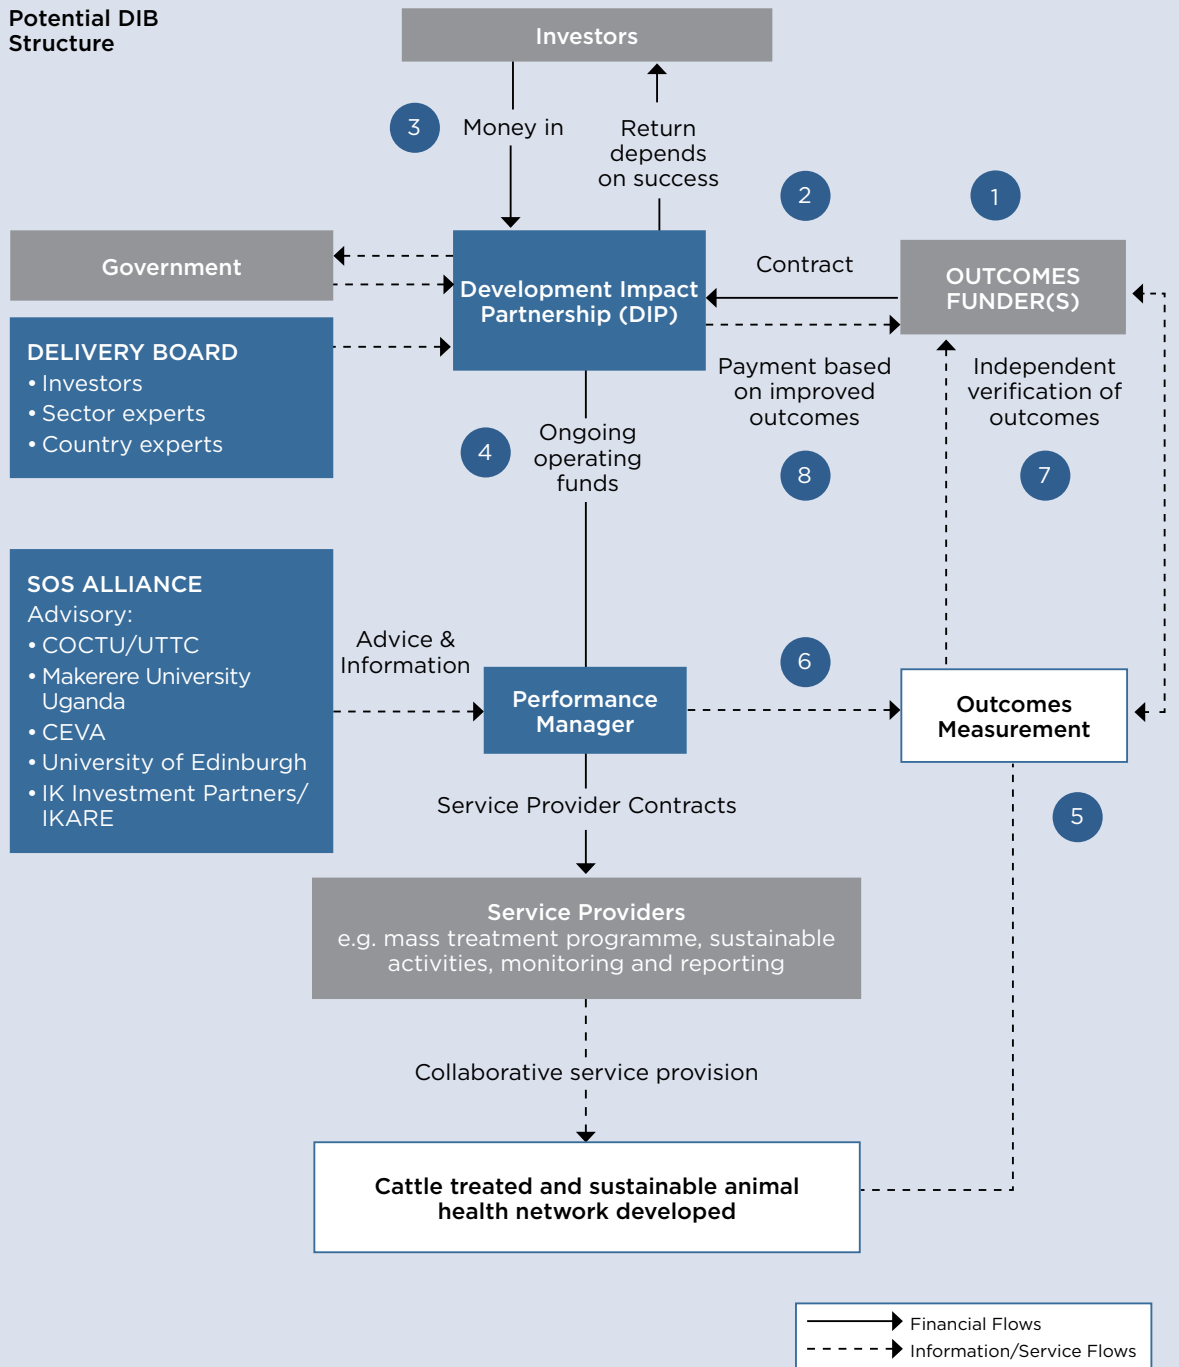 Potential DIB
Structure
Investors
3
Money in
Return
depends
on success
2
1
Government
Development Impact
Partnership (DIP)
Contract
OUTCOMES
FUNDER(S)
DELIVERY BOARD
• Investors
• Sector experts
• Country experts
Payment based
on improved
outcomes
Independent
verification of
outcomes
4
Ongoing
operating
funds
8
7
SOS ALLIANCE
Advisory:
• COCTU/UTTC
• Makerere University
Uganda
• CEVA
• University of Edinburgh
• IK Investment Partners/
IKARE
Advice &
Information
6
Performance
Manager
Outcomes
Measurement
Service Provider Contracts
5
Service Providers
e.g. mass treatment programme, sustainable
activities, monitoring and reporting
Collaborative service provision
Cattle treated and sustainable animal
health network developed
Financial Flows
Information/Service Flows